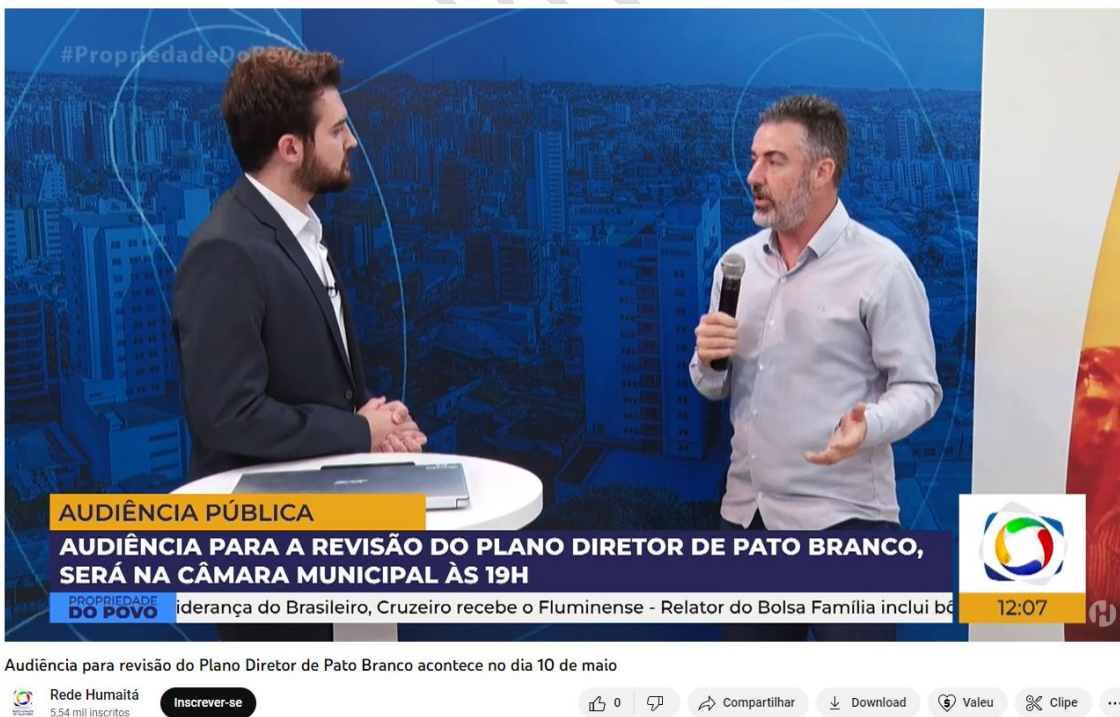 #PropriedadeDoPovo
AUDIÊNCIA PÚBLICA
AUDIÊNCIA PARA A REVISÃO DO PLANO DIRETOR DE PATO BRANCO,
SERÁ NA CÂMARA MUNICIPAL ÀS 19H
PROPRIEDADE
DO POVO
iderança do Brasileiro, Cruzeiro recebe o Fluminense - Relator do Bolsa Família inclui bô
12:07
Audiência para revisão do Plano Diretor de Pato Branco acontece no dia 10 de maio
Rede Humaitá
5,54 mil inscritos
Inscrever-se
0
Compartilhar
Download
Valeu
Clipe
...